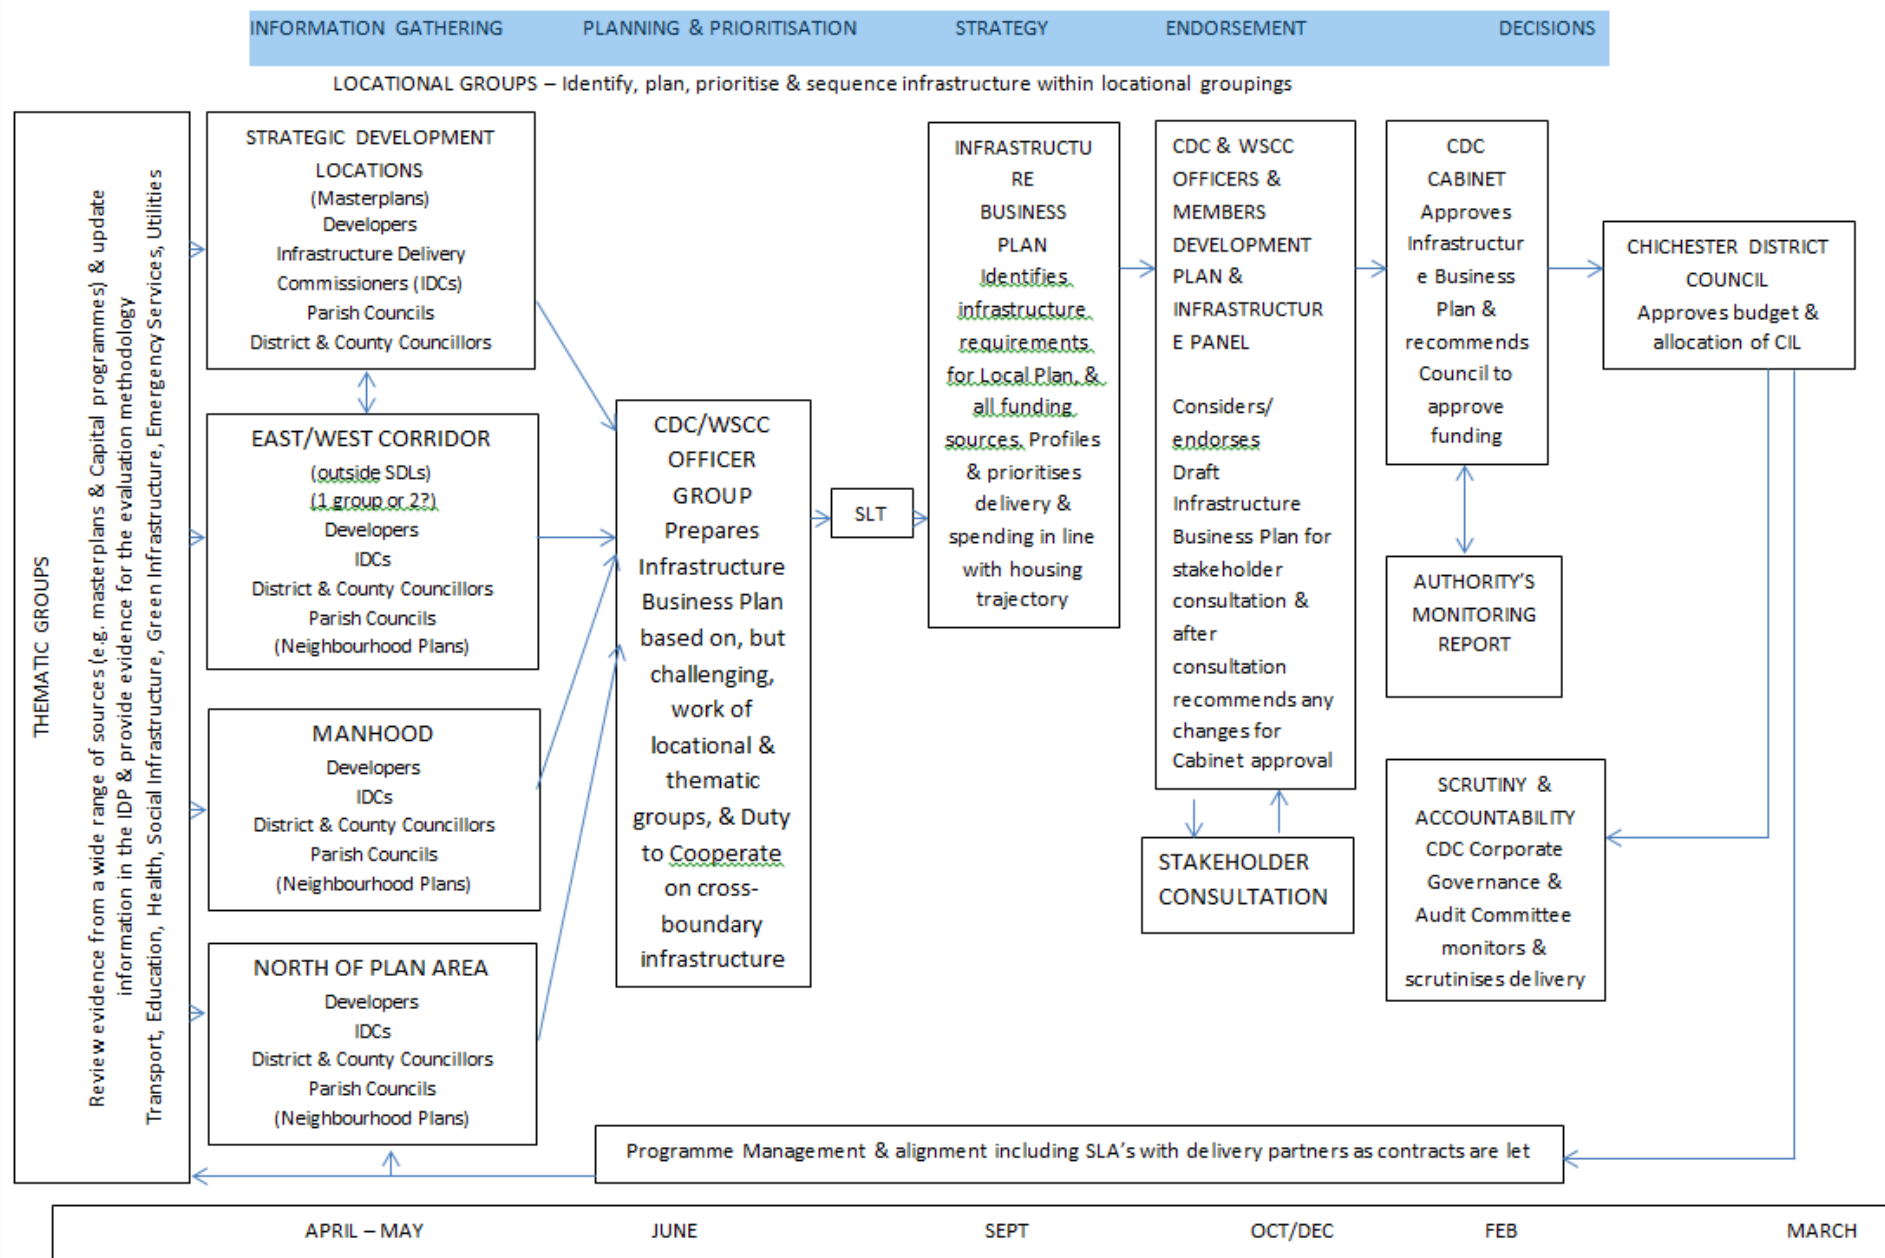 INFORMATION GATHERING
PLANNING & PRIORITISATION
STRATEGY
ENDORSEMENT
DECISIONS
LOCATIONAL GROUPS – Identify, plan, prioritise & sequence infrastructure within locational groupings
THEMATIC GROUPS
Review evidence from a wide range of sources (e.g. masterplans & Capital programmes) & update
information in the IDP & provide evidence for the evaluation methodology
Transport, Education, Health, Social Infrastructure, Green Infrastructure, Emergency Services, Utilities
STRATEGIC DEVELOPMENT
LOCATIONS
(Masterplans)
Developers
Infrastructure Delivery
Commissioners (IDCs)
Parish Councils
District & County Councillors
EAST/WEST CORRIDOR
(outside SDLs)
(1 group or 2?)
Developers
IDCs
District & County Councillors
Parish Councils
(Neighbourhood Plans)
MANHOOD
Developers
IDCs
District & County Councillors
Parish Councils
(Neighbourhood Plans)
NORTH OF PLAN AREA
Developers
IDCs
District & County Councillors
Parish Councils
(Neighbourhood Plans)
CDC/WSCC
OFFICER
GROUP
Prepares
Infrastructure
Business Plan
based on, but
challenging,
work of
locational &
thematic
groups, & Duty
to Cooperate
on cross-
boundary
infrastructure
SLT
INFRASTRUCTU
RE
BUSINESS
PLAN
Identifies
infrastructure
requirements
for Local Plan, &
all funding
sources. Profiles
& prioritises
delivery &
spending in line
with housing
trajectory
CDC & WSCC
OFFICERS &
MEMBERS
DEVELOPMENT
PLAN &
INFRASTRUCTUR
E PANEL
Considers/
endorses
Draft
Infrastructure
Business Plan for
stakeholder
consultation &
after
consultation
recommends any
changes for
Cabinet approval
STAKEHOLDER
CONSULTATION
CDC
CABINET
Approves
Infrastructur
e Business
Plan &
recommends
Council to
approve
funding
AUTHORITY'S
MONITORING
REPORT
SCRUTINY &
ACCOUNTABILITY
CDC Corporate
Governance &
Audit Committee
monitors &
scrutinises delivery
CHICHESTER DISTRICT
COUNCIL
Approves budget &
allocation of CIL
Programme Management & alignment including SLA's with delivery partners as contracts are let
APRIL – MAY
JUNE
SEPT
OCT/DEC
FEB
MARCH